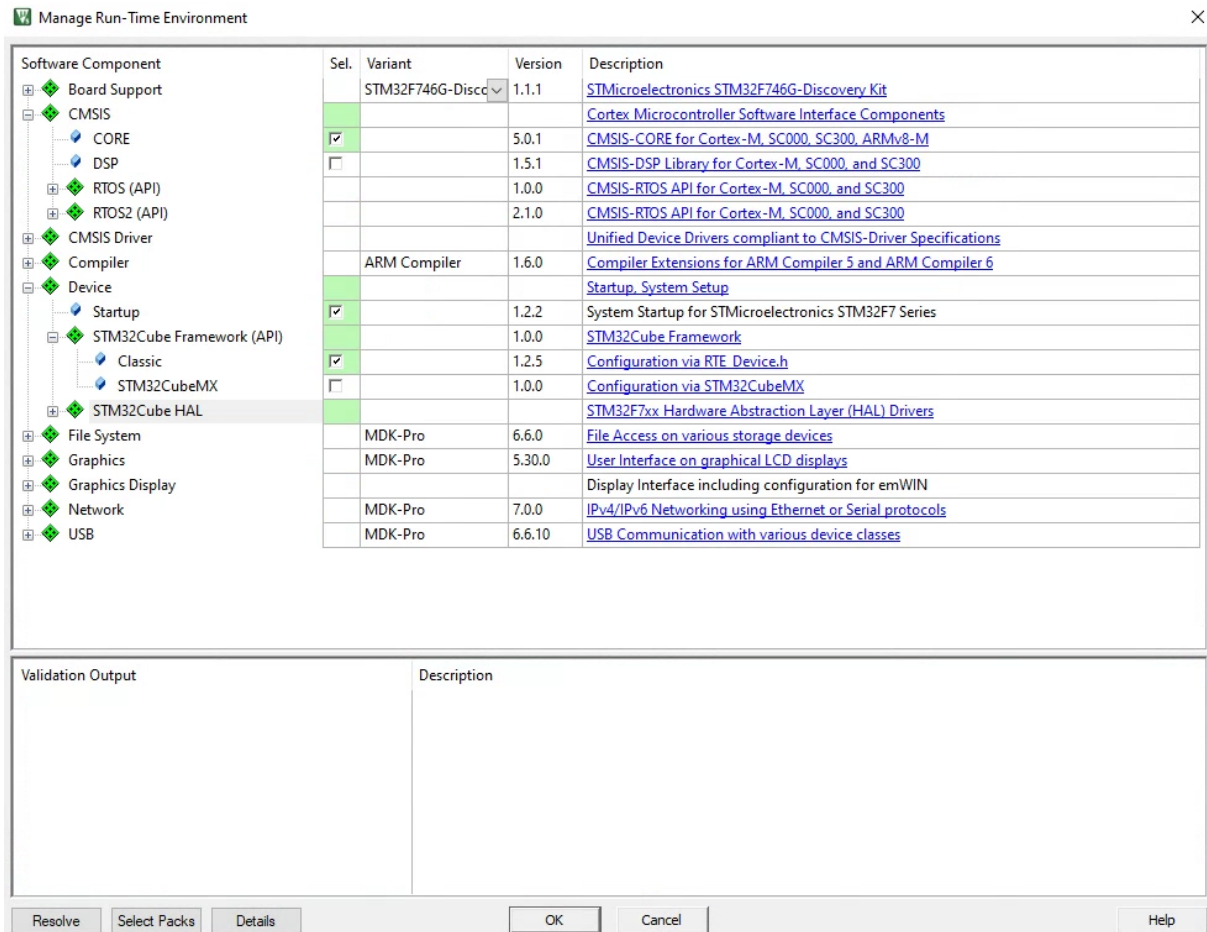 Manage Run-Time Environment
Software Component Sel. Variant Version Description
Board Support STM32F746G-Disco 1.1.1 STMicroelectronics STM32F746G-Discovery Kit
CMSIS Cortex Microcontroller Software Interface Components
CORE 5.0.1 CMSIS-CORE for Cortex-M, SC000, SC300, ARMv8-M
DSP 1.5.1 CMSIS-DSP Library for Cortex-M, SC000, and SC300
RTOS (API) 1.0.0 CMSIS-RTOS API for Cortex-M, SC000, and SC300
RTOS2 (API) 2.1.0 CMSIS-RTOS API for Cortex-M, SC000, and SC300
CMSIS Driver Unified Device Drivers compliant to CMSIS-Driver Specifications
Compiler ARM Compiler 1.6.0 Compiler Extensions for ARM Compiler 5 and ARM Compiler 6
Device Startup, System Setup
Startup 1.2.2 System Startup for STMicroelectronics STM32F7 Series
STM32Cube Framework (API) 1.0.0 STM32Cube Framework
Classic 1.2.5 Configuration via RTE_Device.h
STM32CubeMX 1.0.0 Configuration via STM32CubeMX
STM32Cube HAL STM32F7xx Hardware Abstraction Layer (HAL) Drivers
File System MDK-Pro 6.6.0 File Access on various storage devices
Graphics MDK-Pro 5.30.0 User Interface on graphical LCD displays
Graphics Display Display Interface including configuration for emWIN
Network MDK-Pro 7.0.0 IPv4/IPv6 Networking using Ethernet or Serial protocols
USB MDK-Pro 6.6.10 USB Communication with various device classes
Validation Output Description
Resolve Select Packs Details OK Cancel Help